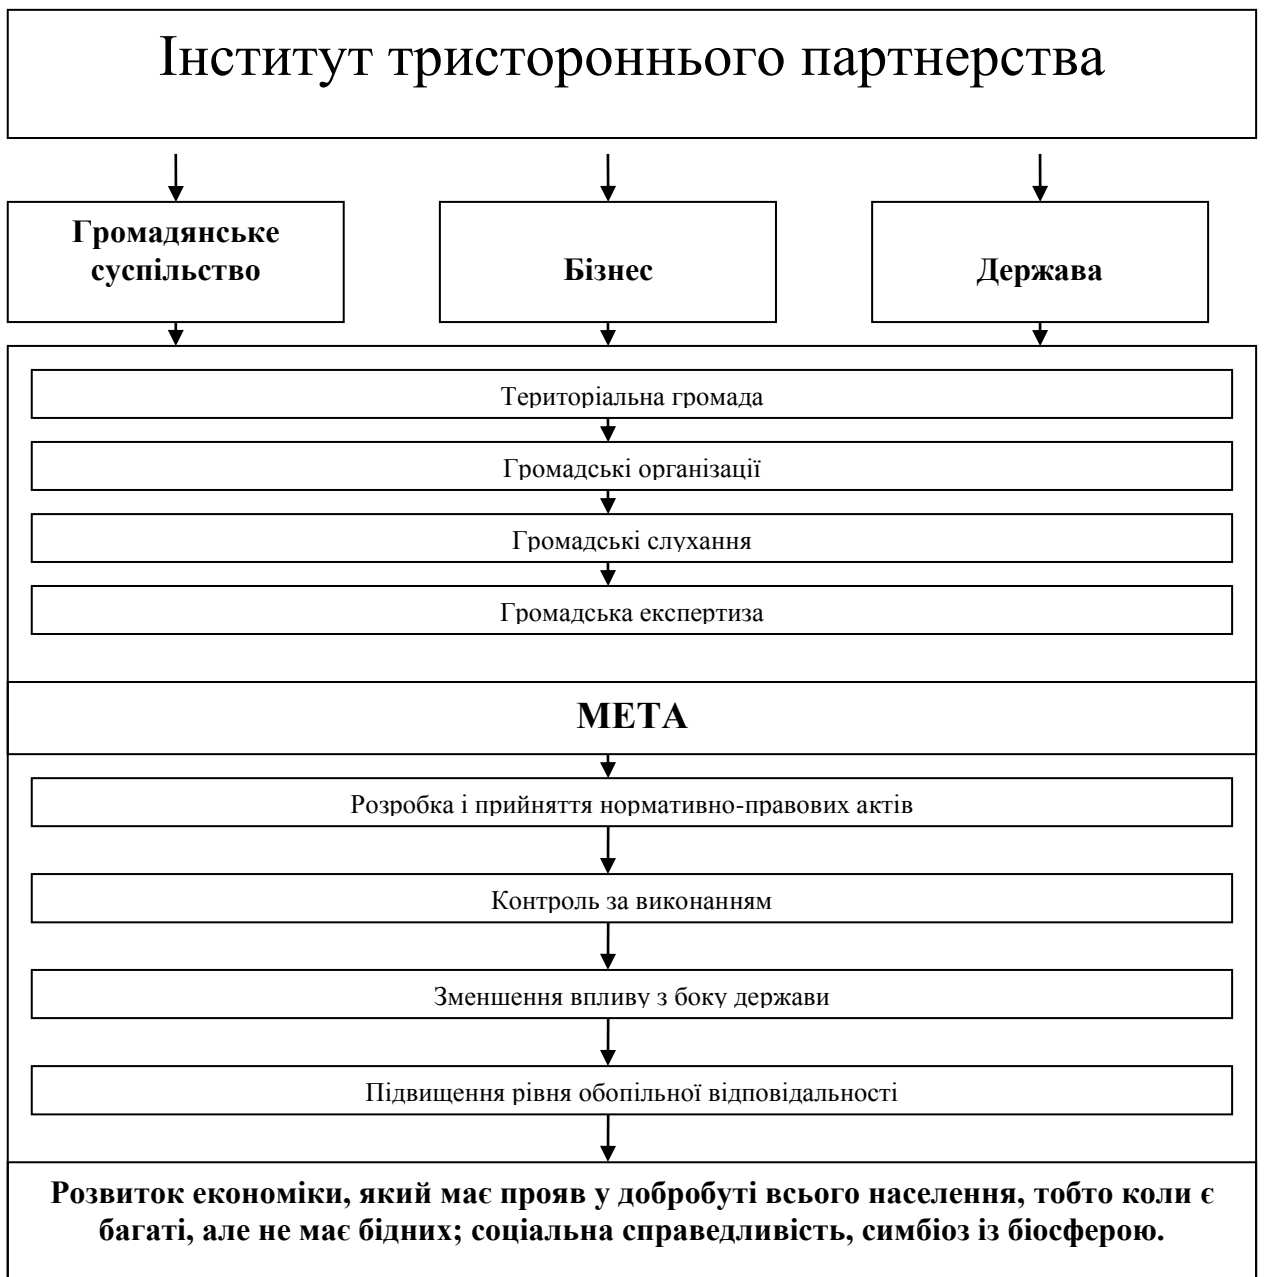 Інститут тристороннього партнерства
Громадянське
суспільство
Бізнес
Держава
Територіальна громада
Громадські організації
Громадські слухання
Громадська експертиза
МЕТА
Розробка і прийняття нормативно-правових актів
Контроль за виконанням
Зменшення впливу з боку держави
Підвищення рівня обопільної відповідальності
Розвиток економіки, який має прояв у добробуті всього населення, тобто коли є
багаті, але не має бідних; соціальна справедливість, симбіоз із біосферою.